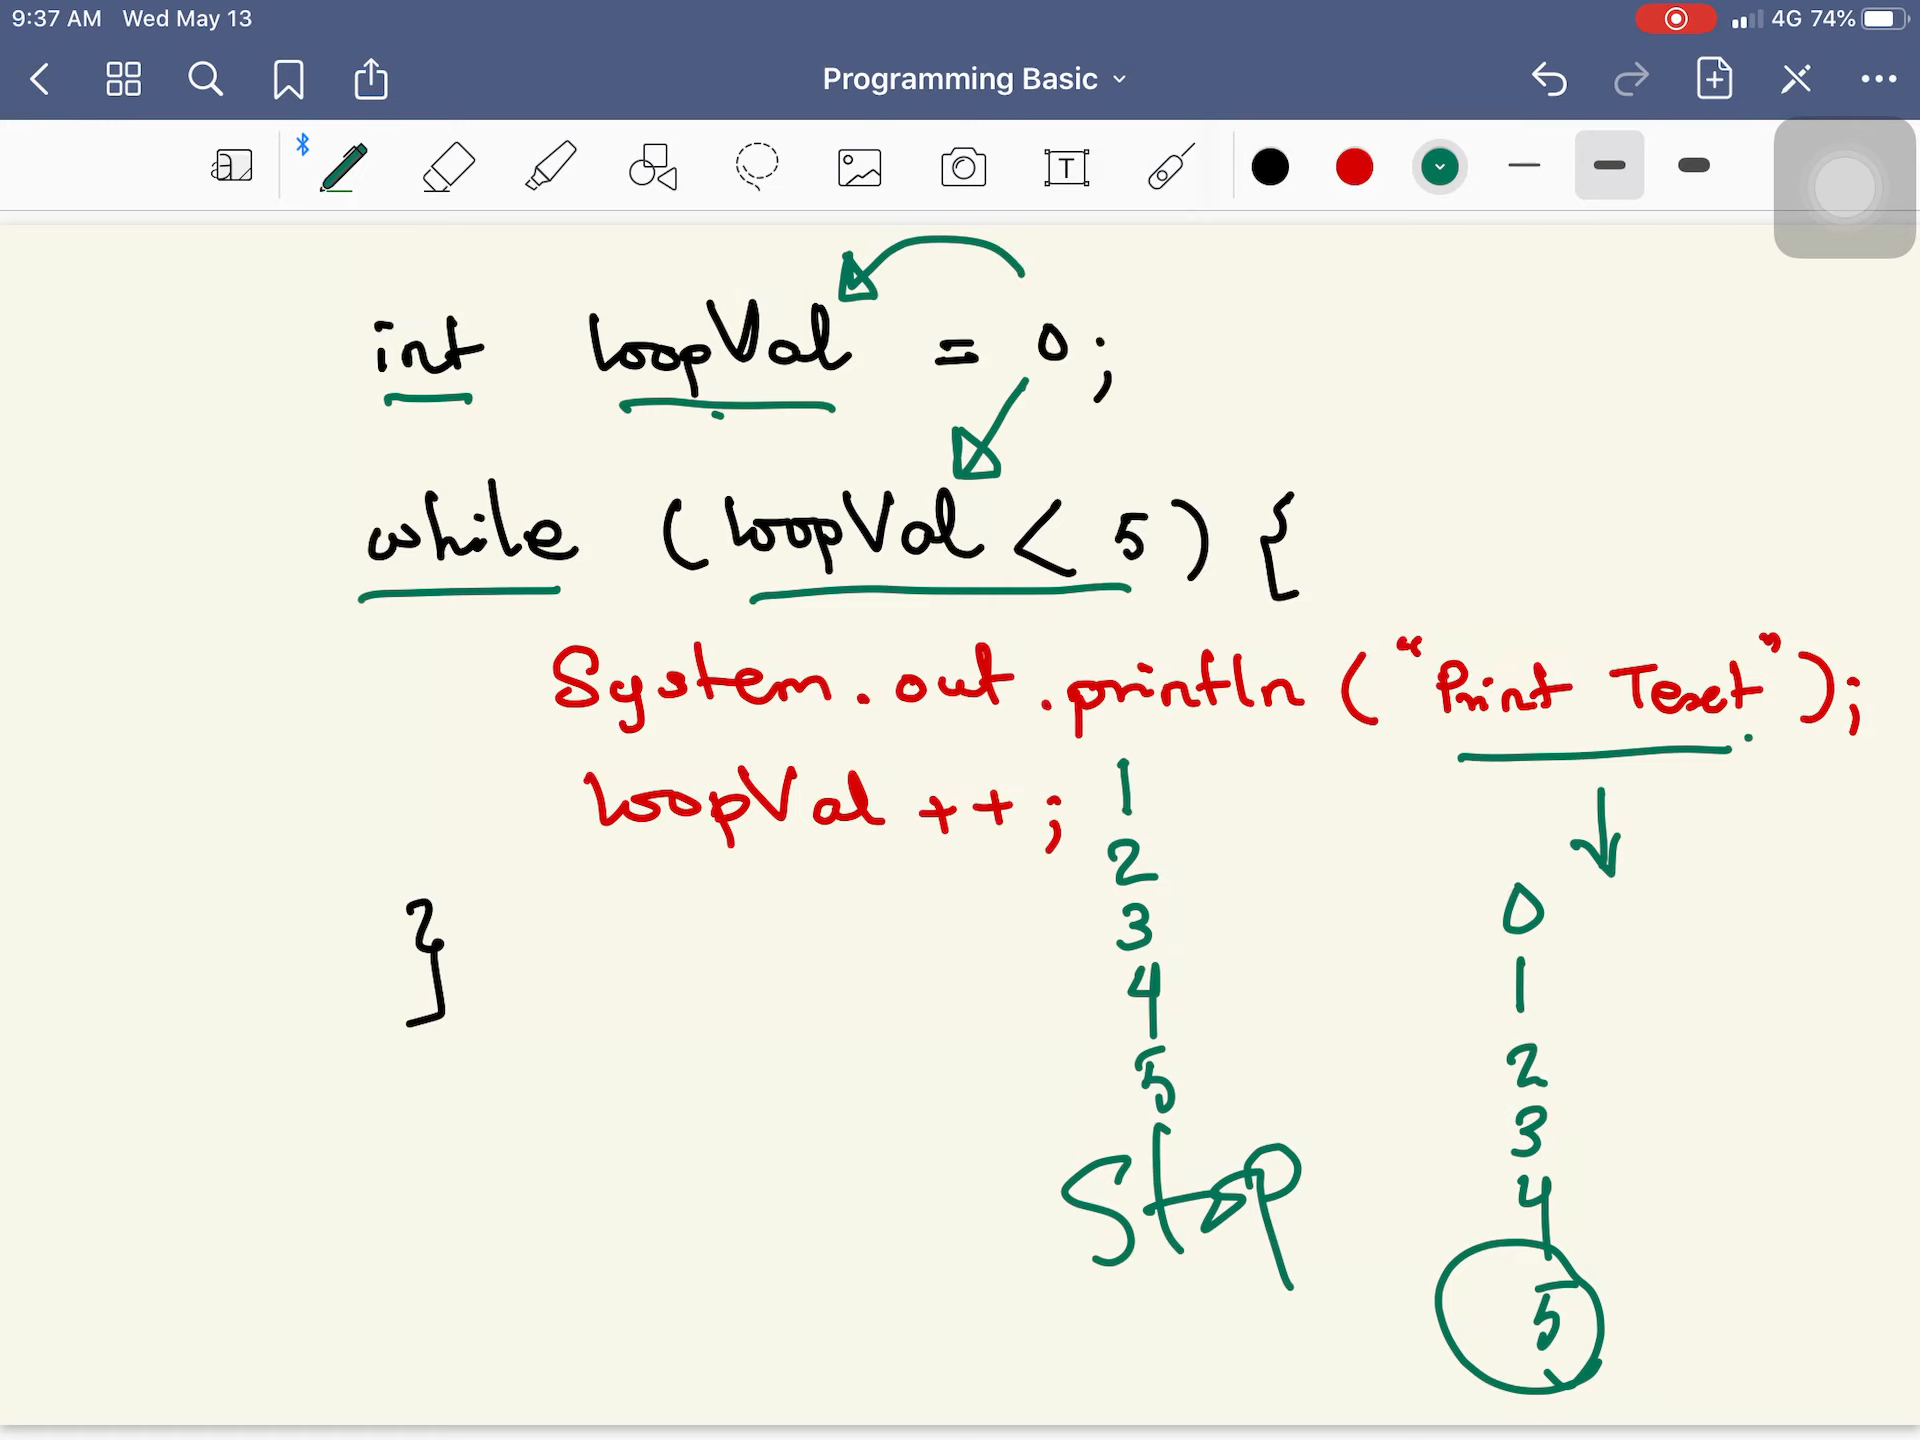 9:37 AM Wed May 13
4G 74%
Programming Basic
T
int loopVal = 0;
while (loopVal < 5) {
System.out.println ("Print Text");
loopVal ++;
}
1
2
3
4
5
Stop
0
1
2
3
4
5